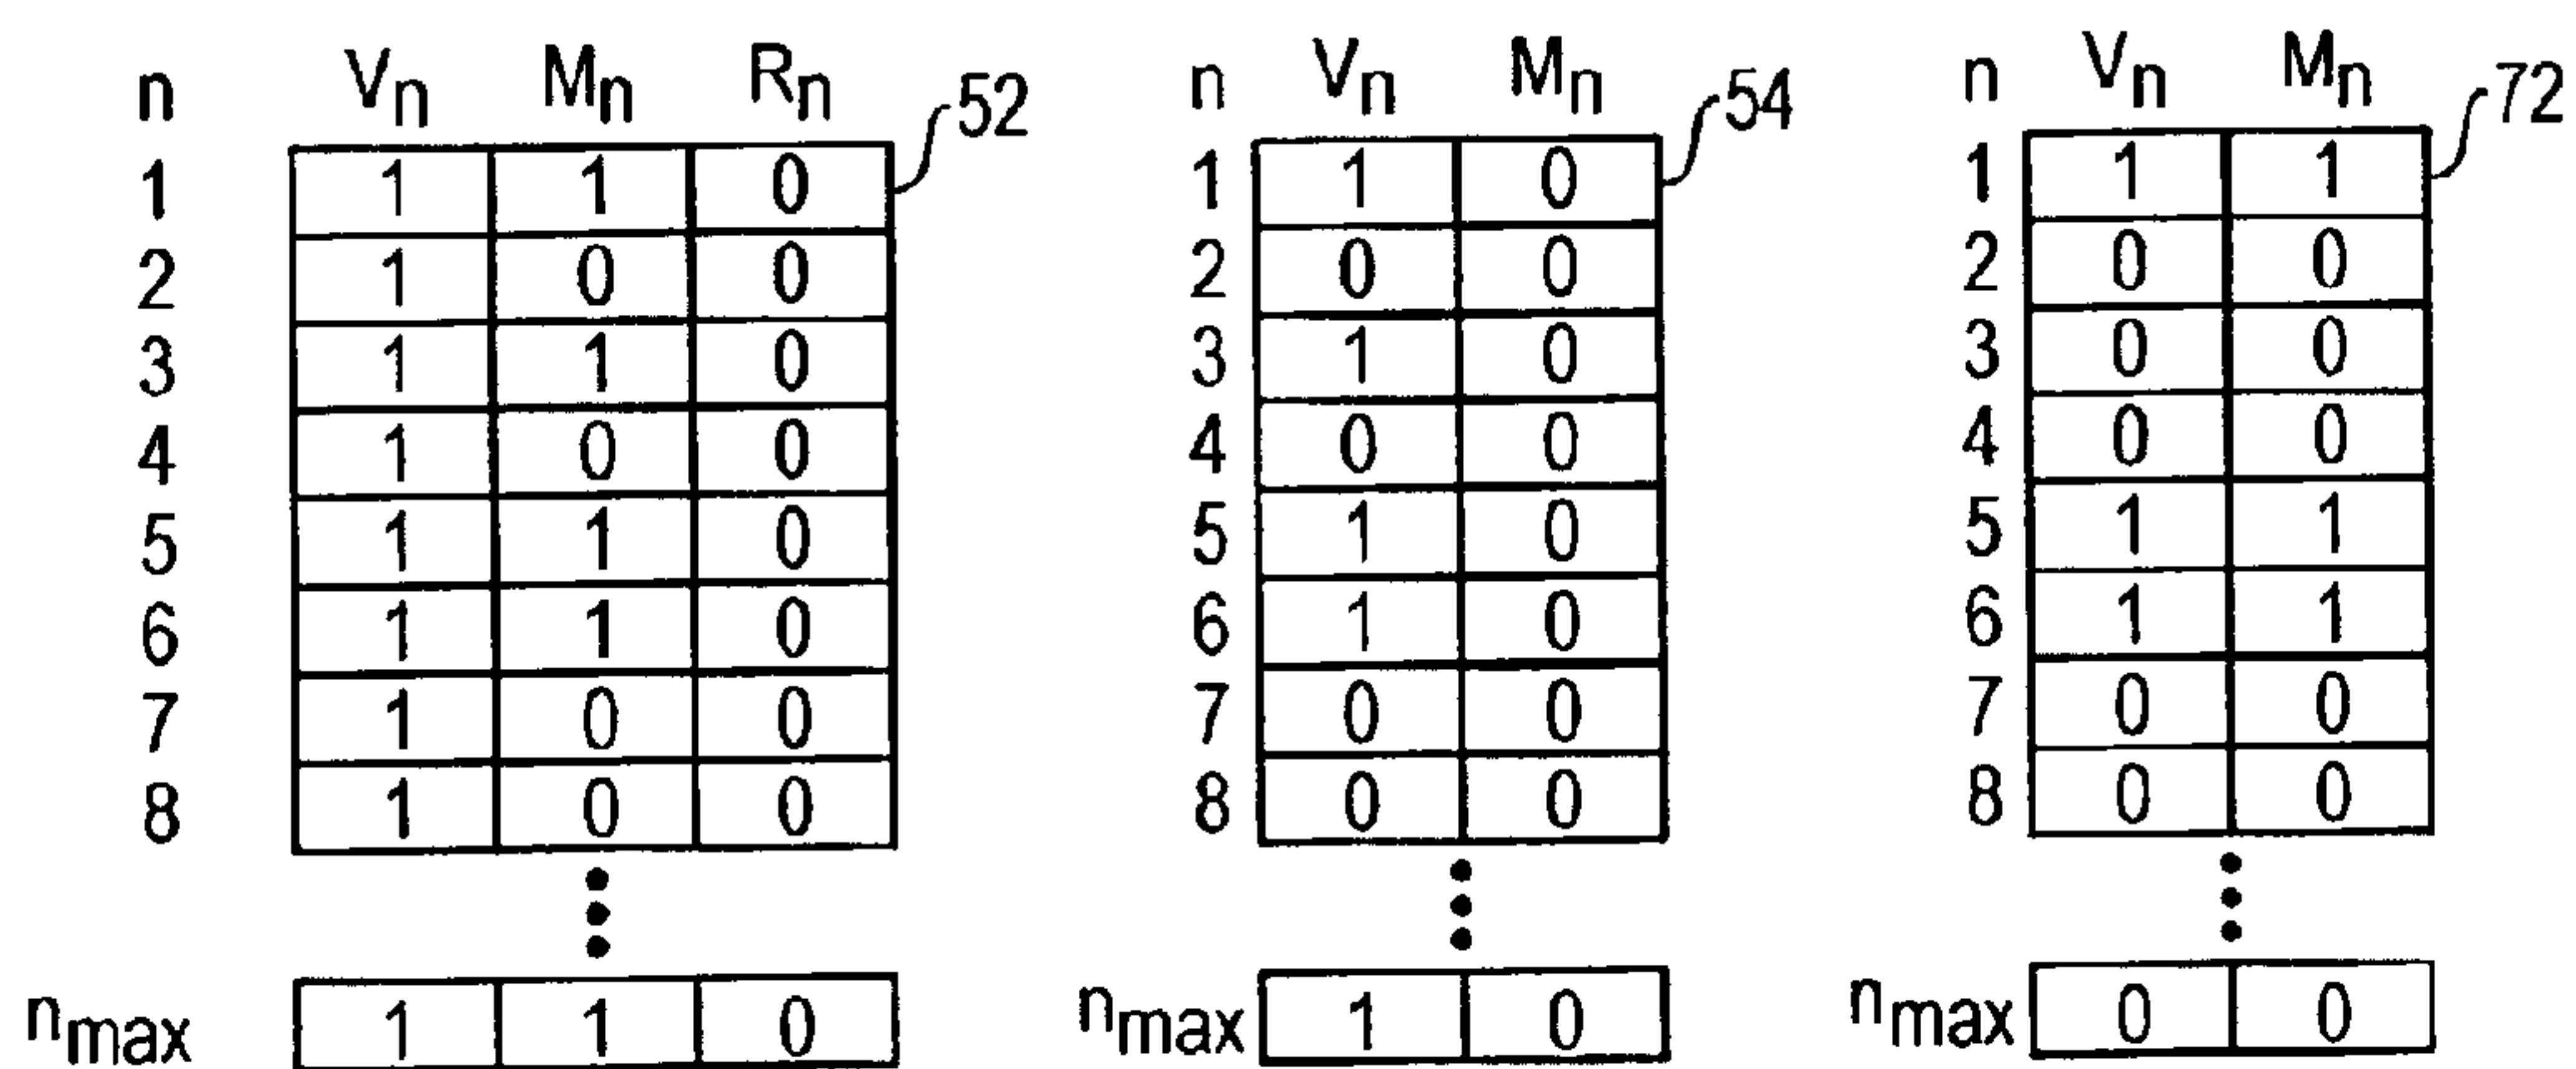 n Vn Mn Rn 52
1 1 1 0
2 1 0 0
3 1 1 0
4 1 0 0
5 1 1 0
6 1 1 0
7 1 0 0
8 1 0 0
nmax 1 1 0
n Vn Mn 54
1 1 0
2 0 0
3 1 0
4 0 0
5 1 0
6 1 0
7 0 0
8 0 0
nmax 1 0
n Vn Mn 72
1 1 1
2 0 0
3 0 0
4 0 0
5 1 1
6 1 1
7 0 0
8 0 0
nmax 0 0